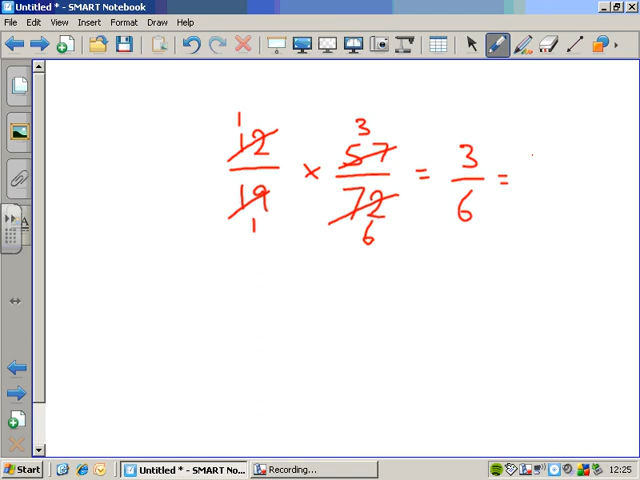 Untitled * - SMART Notebook
File Edit View Insert Format Draw Help
1 3
12/19 × 57/72 = 3/6 =
1 6
Start
Untitled * - SMART No...
Recording...
12:25